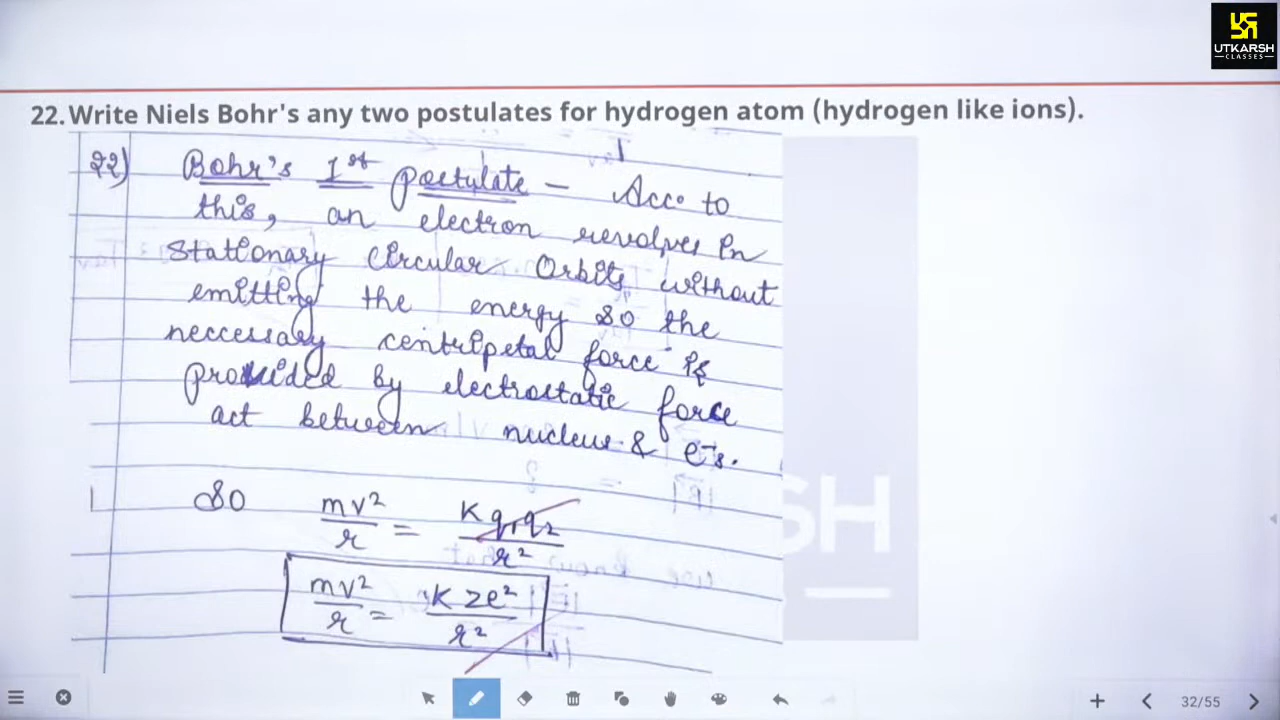 UTKARSH
CLASSES
22. Write Niels Bohr's any two postulates for hydrogen atom (hydrogen like ions).
22) Bohr's 1st postulate – Acco to
this, an electron revolves in
stationary circular orbits without
emitting the energy so the
neccessary centripetal force is
provided by electrostatic force
act between nucleus & e⁻s.
So mv²/r = Kq₁q₂/r²
mv²/r = Kze²/r²
SH
32/55